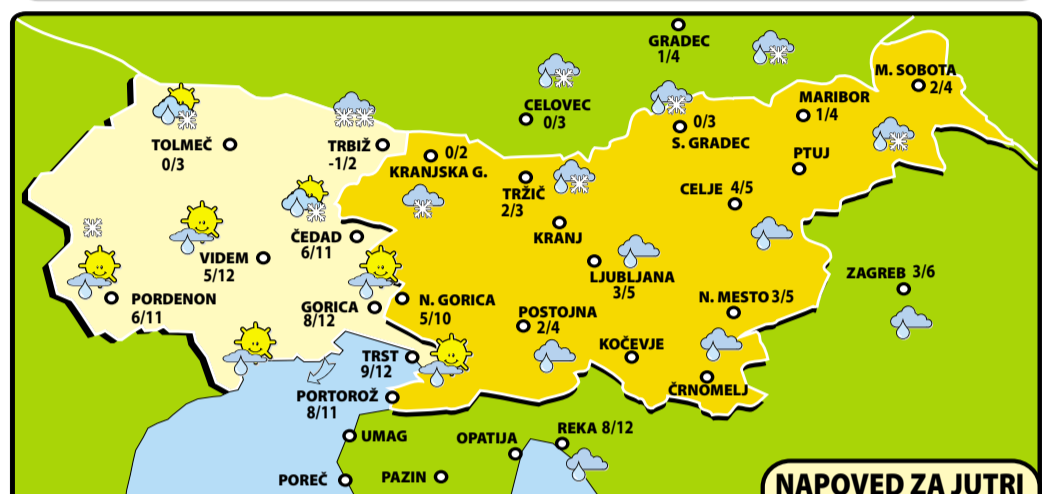 GRADEC
1/4
M. SOBOTA
2/4
CELOVEC
0/3
MARIBOR
1/4
0/3
S. GRADEC
TOLMEČ
0/3
TRBIŽ
-1/2
0/2
KRANJSKA G.
PTUJ
TRŽIČ
2/3
CELJE 4/5
KRANJ
ČEDAD
6/11
VIDEM
5/12
LJUBLJANA
3/5
ZAGREB 3/6
PORDENON
6/11
GORICA
8/12
N. GORICA
5/10
N. MESTO 3/5
POSTOJNA
2/4
KOČEVJE
TRST
9/12
ČRNOMELJ
PORTOROŽ
8/11
UMAG
OPATIJA
REKA 8/12
POREČ
PAZIN
NAPOVED ZA JUTRI